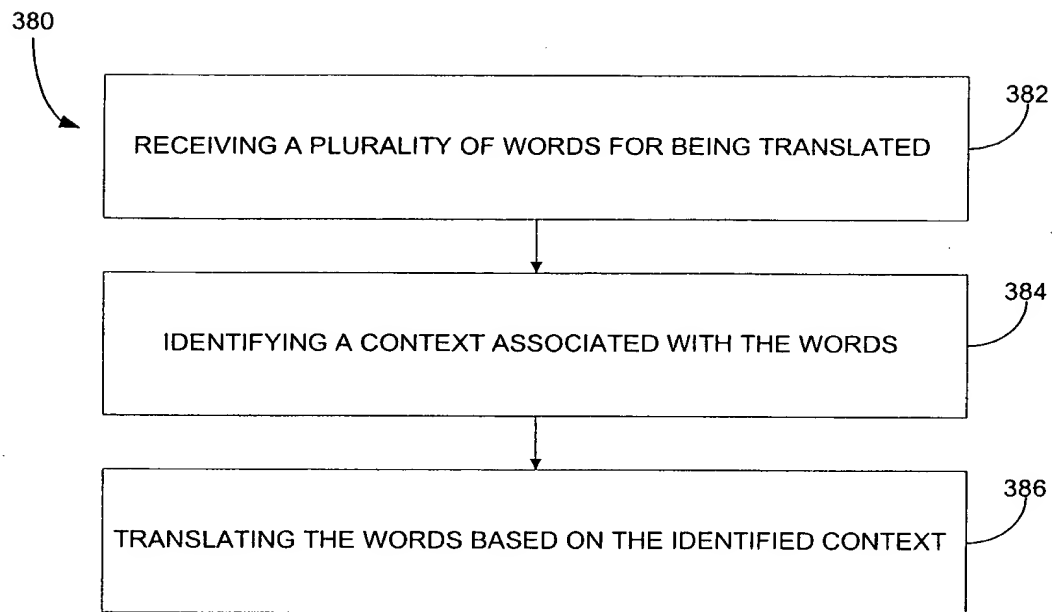 380
RECEIVING A PLURALITY OF WORDS FOR BEING TRANSLATED
382
IDENTIFYING A CONTEXT ASSOCIATED WITH THE WORDS
384
TRANSLATING THE WORDS BASED ON THE IDENTIFIED CONTEXT
386